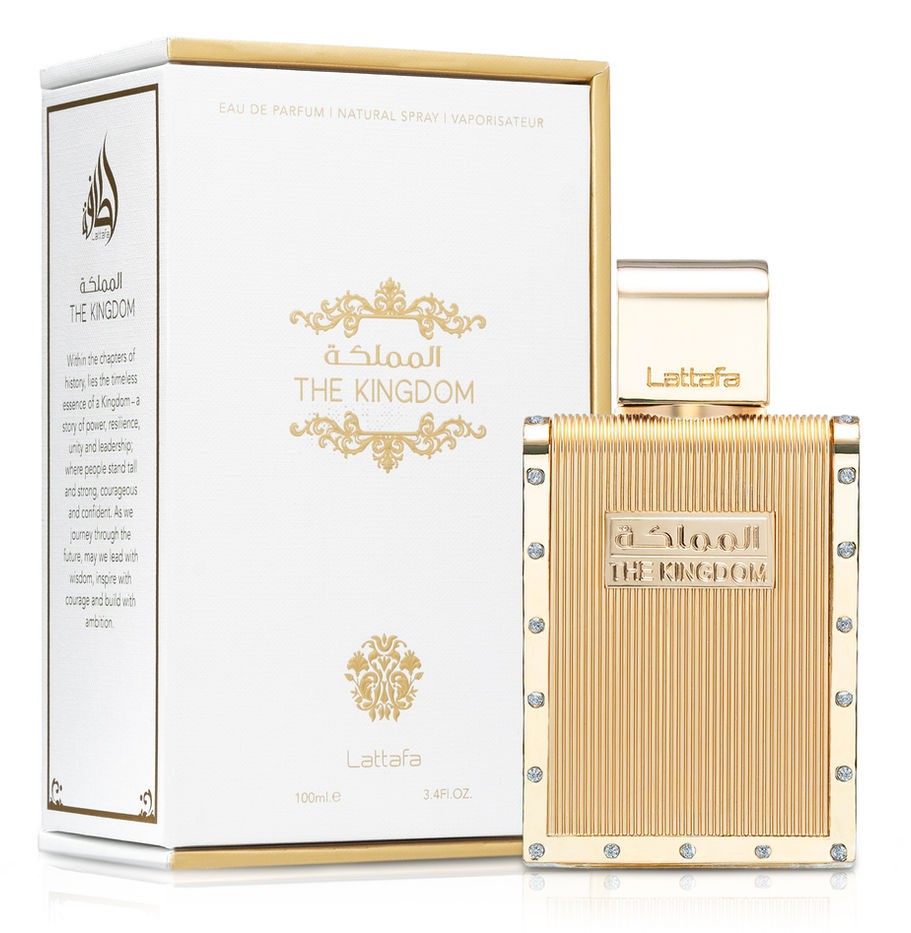 EAU DE PARFUM | NATURAL SPRAY | VAPORISATEUR
المملكة
THE KINGDOM
Lattafa
100ml.e
3.4Fl.OZ.
لطافة
Lattafa
المملكة
THE KINGDOM
Within the chapters of
history, lies the timeless
essence of a Kingdom – a
story of power, resilience,
unity and leadership;
where people stand tall
and strong, courageous
and confident. As we
journey through the
future, may we lead with
wisdom, inspire with
courage and build with
ambition.
Lattafa
المملكة
THE KINGDOM